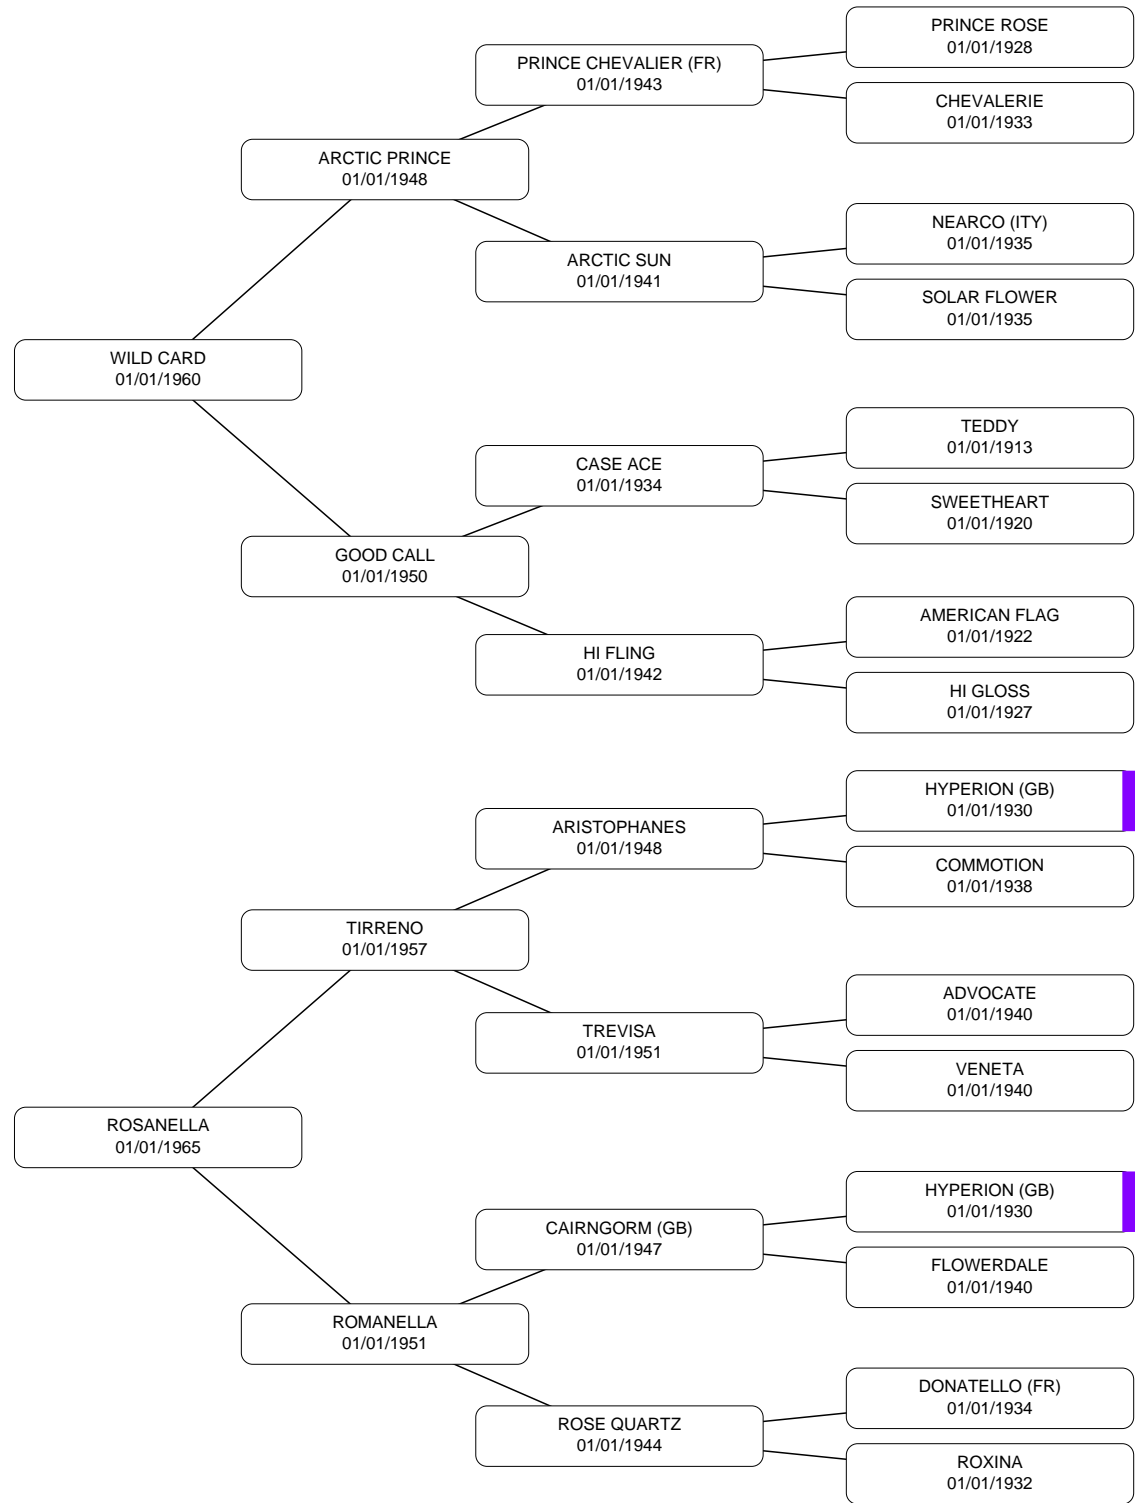 PRINCE ROSE
01/01/1928
PRINCE CHEVALIER (FR)
01/01/1943
CHEVALERIE
01/01/1933
ARCTIC PRINCE
01/01/1948
NEARCO (ITY)
01/01/1935
ARCTIC SUN
01/01/1941
SOLAR FLOWER
01/01/1935
WILD CARD
01/01/1960
TEDDY
01/01/1913
CASE ACE
01/01/1934
SWEETHEART
01/01/1920
GOOD CALL
01/01/1950
AMERICAN FLAG
01/01/1922
HI FLING
01/01/1942
HI GLOSS
01/01/1927
HYPERION (GB)
01/01/1930
ARISTOPHANES
01/01/1948
COMMOTION
01/01/1938
TIRRENO
01/01/1957
ADVOCATE
01/01/1940
TREVISA
01/01/1951
VENETA
01/01/1940
ROSANELLA
01/01/1965
HYPERION (GB)
01/01/1930
CAIRNGORM (GB)
01/01/1947
FLOWERDALE
01/01/1940
ROMANELLA
01/01/1951
DONATELLO (FR)
01/01/1934
ROSE QUARTZ
01/01/1944
ROXINA
01/01/1932